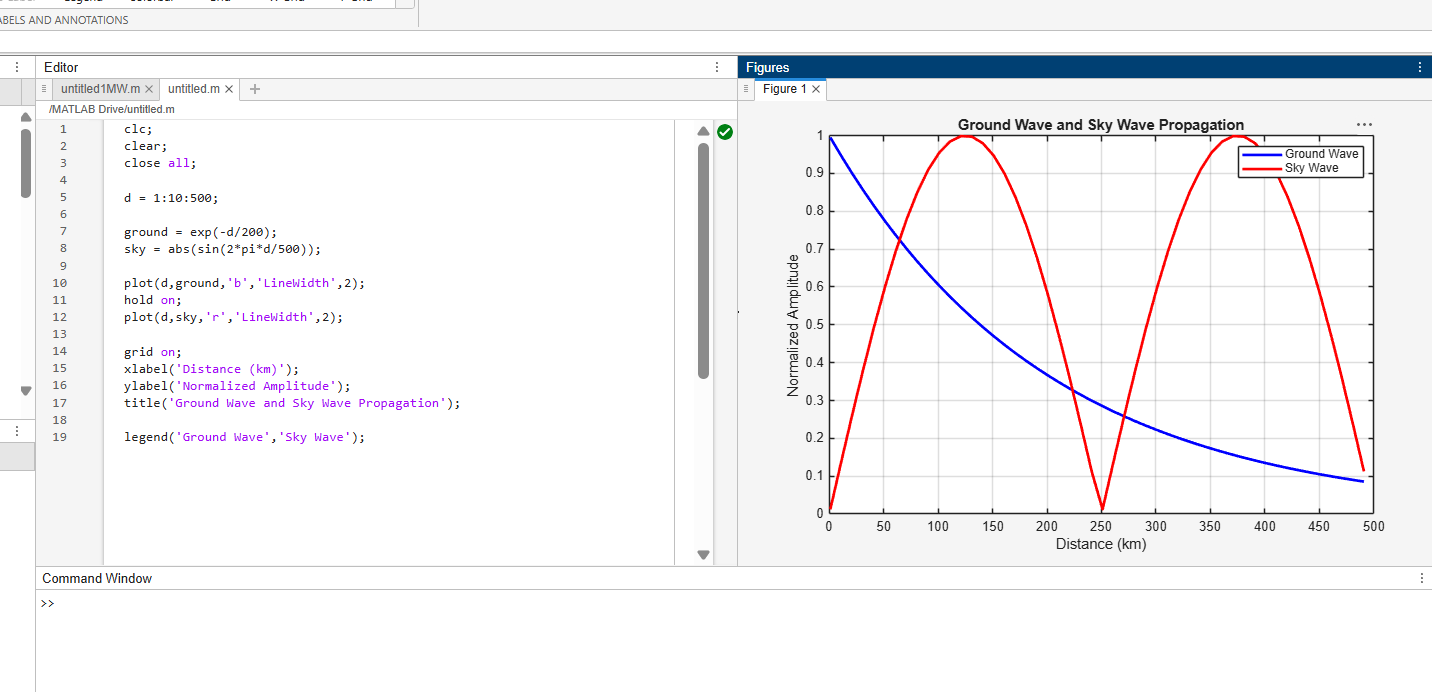 ABELS AND ANNOTATIONS
Editor
untitled1MW.m × untitled.m × +
/MATLAB Drive/untitled.m
1 clc;
2 clear;
3 close all;
4
5 d = 1:10:500;
6
7 ground = exp(-d/200);
8 sky = abs(sin(2*pi*d/500));
9
10 plot(d,ground,'b','LineWidth',2);
11 hold on;
12 plot(d,sky,'r','LineWidth',2);
13
14 grid on;
15 xlabel('Distance (km)');
16 ylabel('Normalized Amplitude');
17 title('Ground Wave and Sky Wave Propagation');
18
19 legend('Ground Wave','Sky Wave');
Figures
Figure 1 ×
Ground Wave and Sky Wave Propagation
Ground Wave
Sky Wave
Normalized Amplitude
1
0.9
0.8
0.7
0.6
0.5
0.4
0.3
0.2
0.1
0
0 50 100 150 200 250 300 350 400 450 500
Distance (km)
Command Window
>>